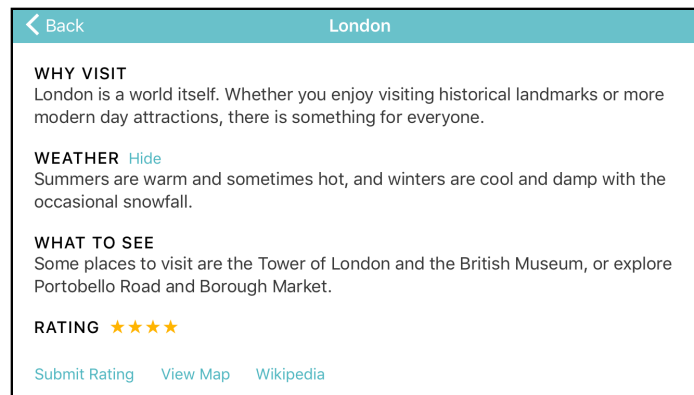 Back London
WHY VISIT
London is a world itself. Whether you enjoy visiting historical landmarks or more
modern day attractions, there is something for everyone.
WEATHER Hide
Summers are warm and sometimes hot, and winters are cool and damp with the
occasional snowfall.
WHAT TO SEE
Some places to visit are the Tower of London and the British Museum, or explore
Portobello Road and Borough Market.
RATING ★★★★
Submit Rating View Map Wikipedia